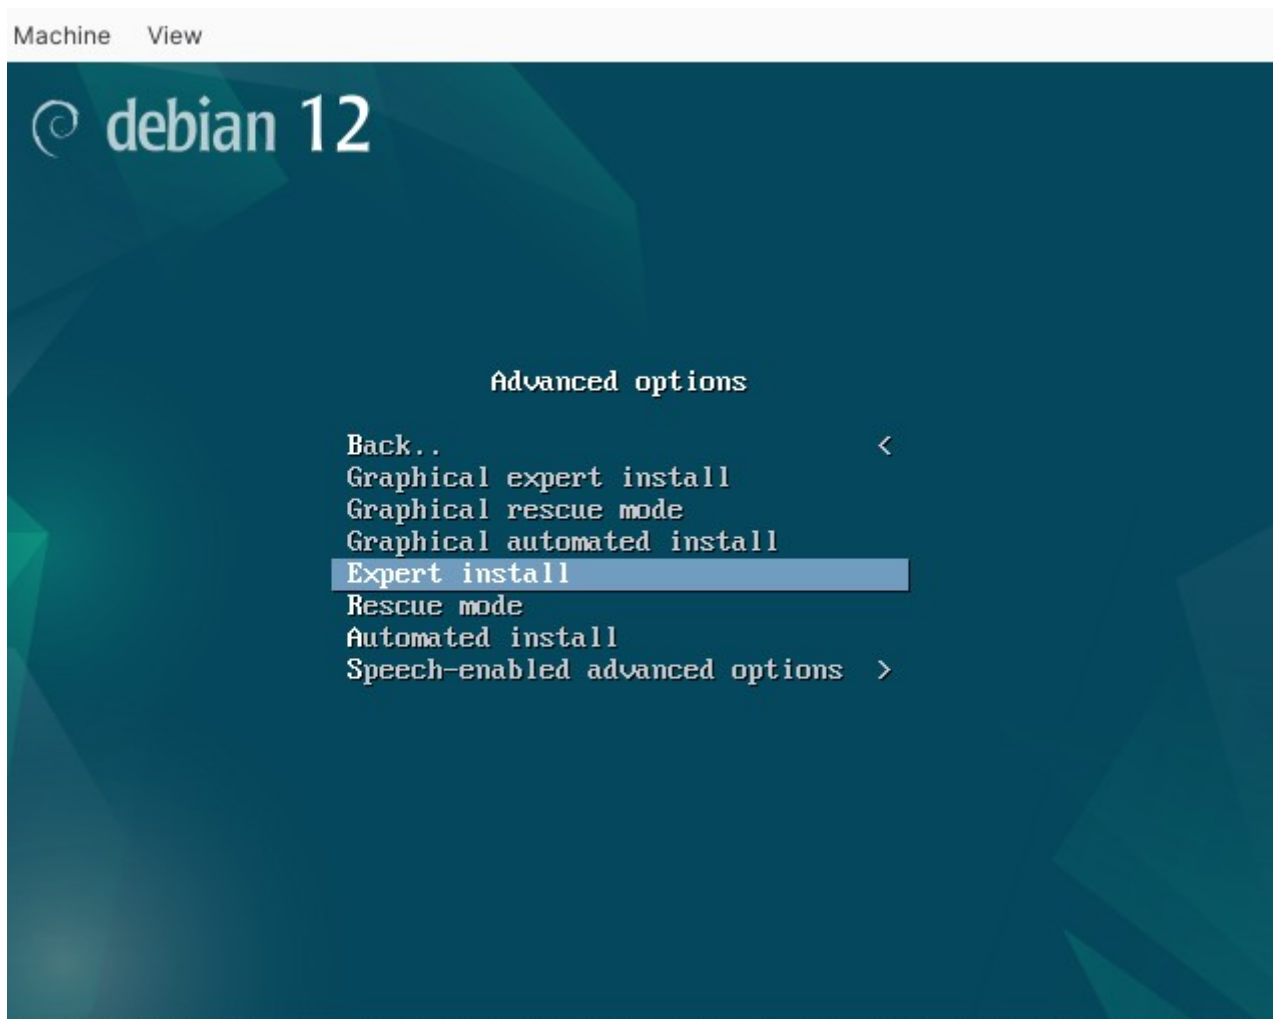 Machine View
debian 12
Advanced options
Back.. <
Graphical expert install
Graphical rescue mode
Graphical automated install
Expert install
Rescue mode
Automated install
Speech-enabled advanced options >